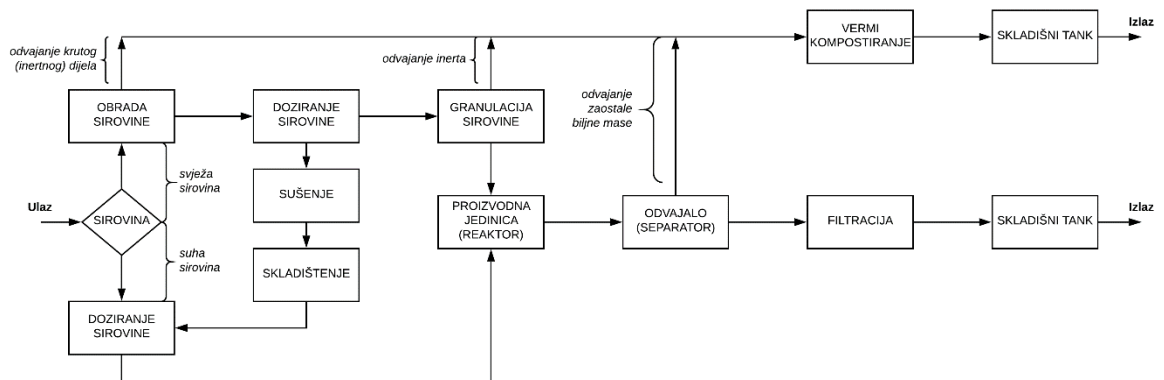 Izlaz
VERMI
KOMPOSTIRANJE
SKLADIŠNI TANK
odvajanje krutog
(inertnog) dijela
odvajanje inerta
odvajanje
zaostale
biljne mase
OBRADA
SIROVINE
DOZIRANJE
SIROVINE
GRANULACIJA
SIROVINE
svježa
sirovina
SUŠENJE
Ulaz
SIROVINA
PROIZVODNA
JEDINICA
(REAKTOR)
ODVAJALO
(SEPARATOR)
FILTRACIJA
SKLADIŠNI TANK
Izlaz
suha
sirovina
SKLADIŠTENJE
DOZIRANJE
SIROVINE